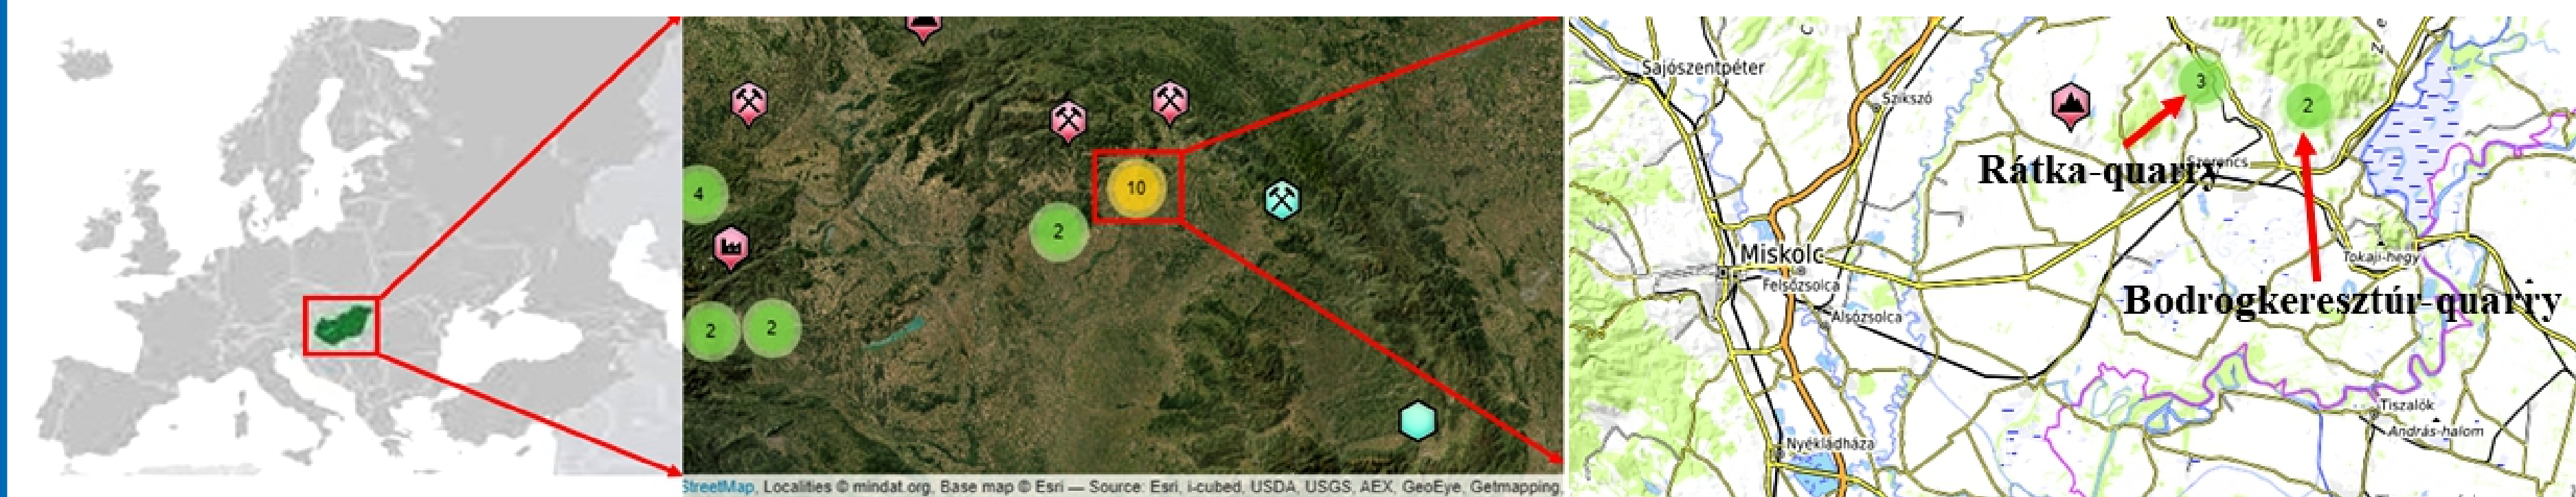 4
2
2
2
10
StreetMap, Localities © mindat.org, Base map © Esri — Source: Esri, i-cubed, USDA, USGS, AEX, GeoEye, Getmapping,
Sajószentpéter
Szikszó
3
2
Rátka-quarry
Szerencs
Miskolc
Felsőzsolca
Alsózsolca
Tokaji-hegy
Bodrogkeresztúr-quarry
Tiszalök
András-halom
Nyékládháza